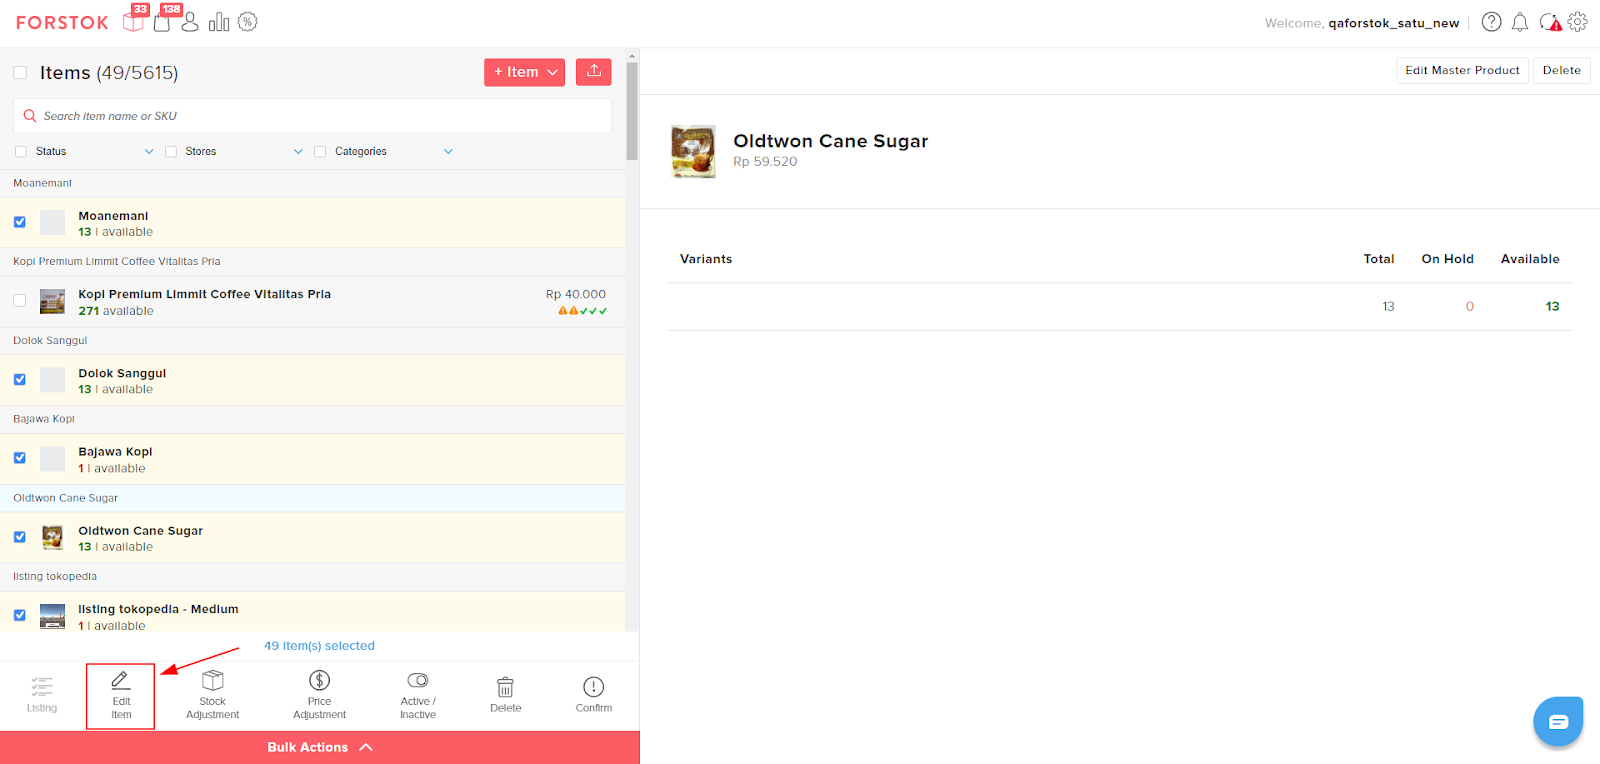 FORSTOK 33 138
Welcome, qaforstok_satu_new
Items (49/5615)
+ Item
Search item name or SKU
Status Stores Categories
Moanemani
Moanemani
13 | available
Kopi Premium Limmit Coffee Vitalitas Pria
Kopi Premium Limmit Coffee Vitalitas Pria Rp 40.000
271 available
Dolok Sanggul
Dolok Sanggul
13 | available
Bajawa Kopi
Bajawa Kopi
1 | available
Oldtwon Cane Sugar
Oldtwon Cane Sugar
13 | available
listing tokopedia
listing tokopedia - Medium
1 | available
49 item(s) selected
Listing
Edit
Item
Stock
Adjustment
Price
Adjustment
Active /
Inactive
Delete
Confirm
Bulk Actions
Edit Master Product Delete
Oldtwon Cane Sugar
Rp 59.520
Variants Total On Hold Available
13 0 13